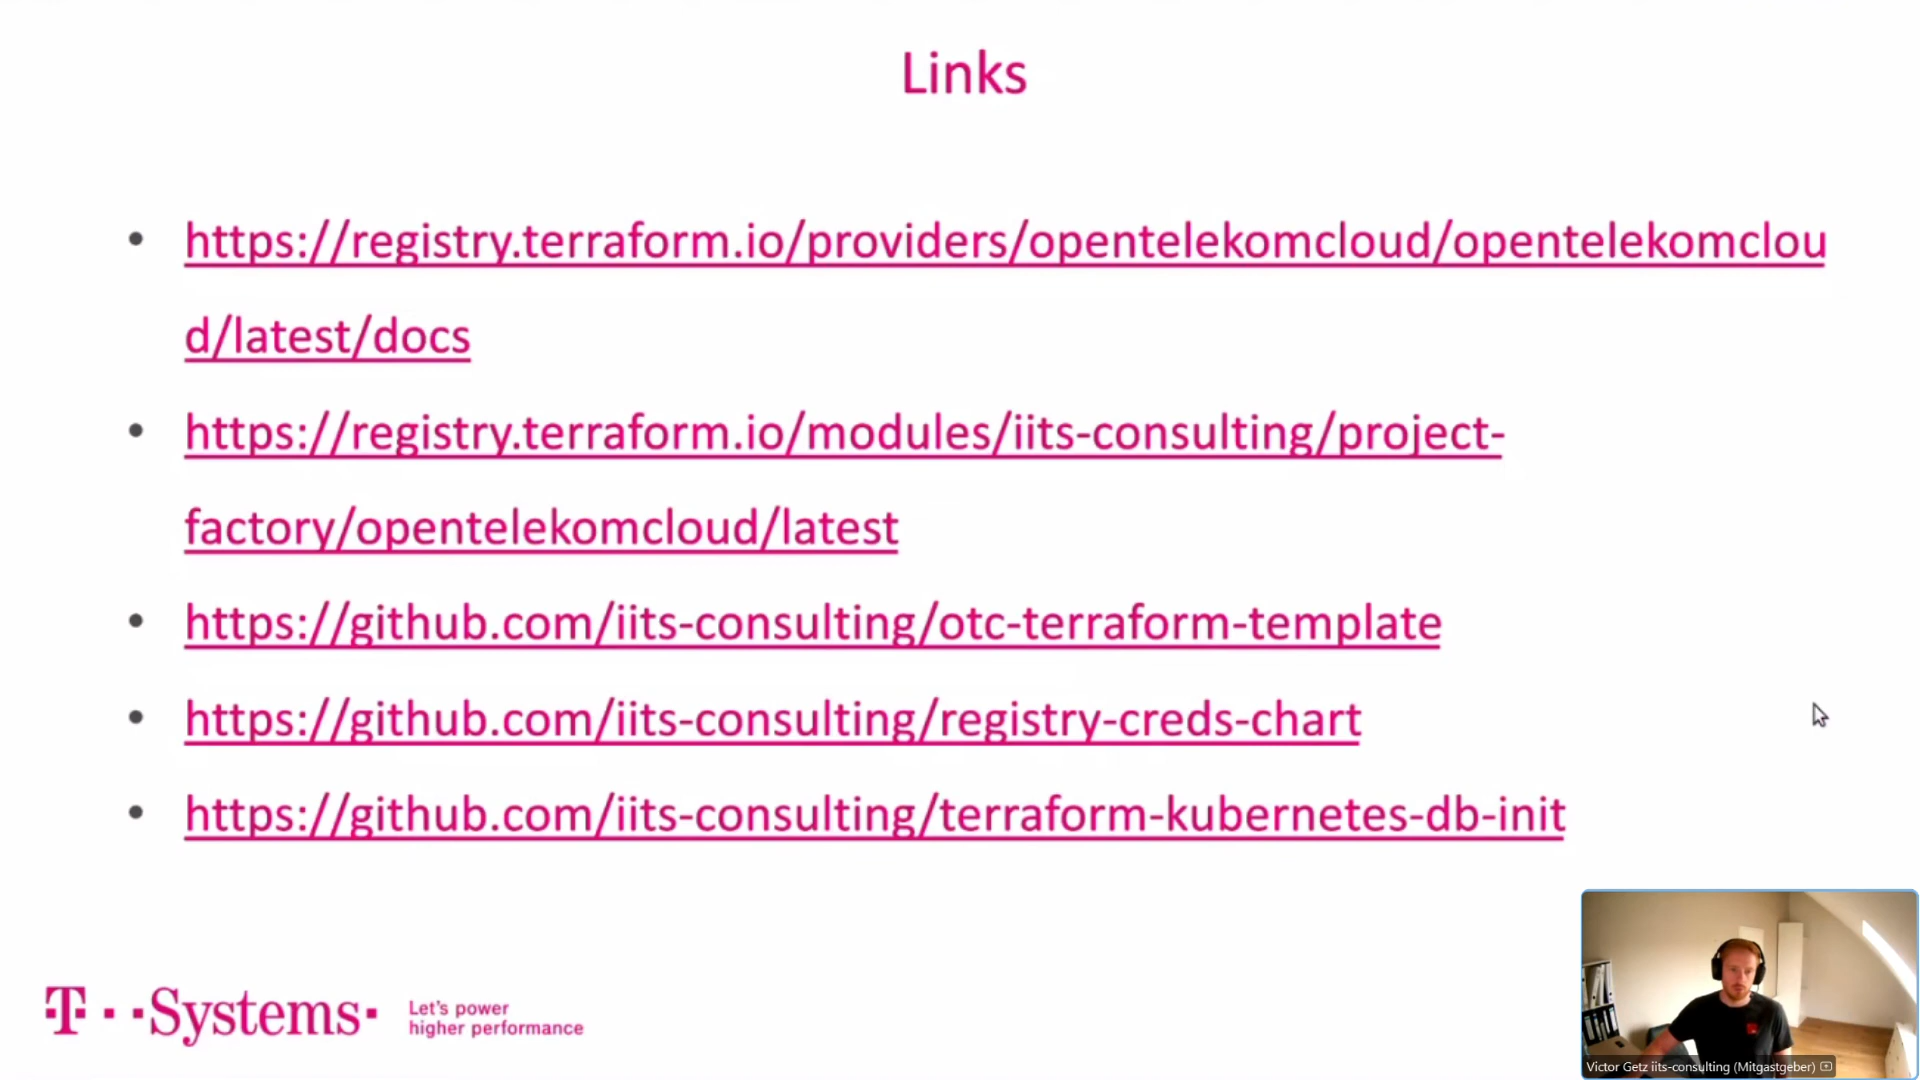 Links
• https://registry.terraform.io/providers/opentelekomcloud/opentelekomclou
d/latest/docs
• https://registry.terraform.io/modules/iits-consulting/project-
factory/opentelekomcloud/latest
• https://github.com/iits-consulting/otc-terraform-template
• https://github.com/iits-consulting/registry-creds-chart
• https://github.com/iits-consulting/terraform-kubernetes-db-init
T··Systems·
Let's power
higher performance
Victor Getz iits-consulting (Mitgastgeber)